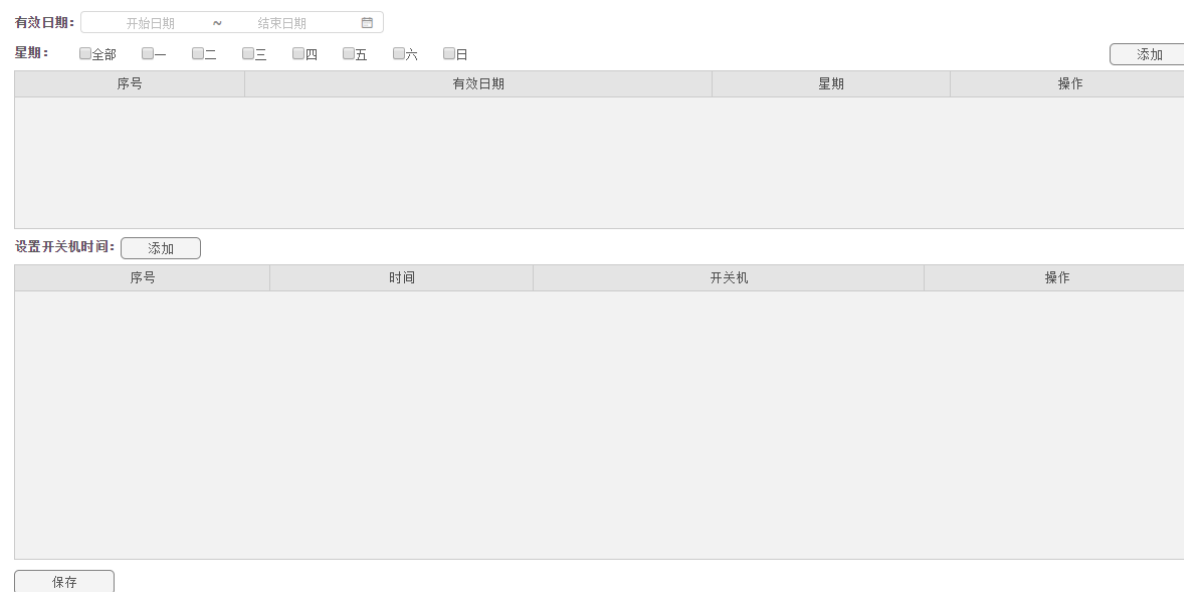 有效日期： 开始日期 ~ 结束日期
星期： 全部 一 二 三 四 五 六 日 添加
序号 有效日期 星期 操作
设置开关机时间： 添加
序号 时间 开关机 操作
保存